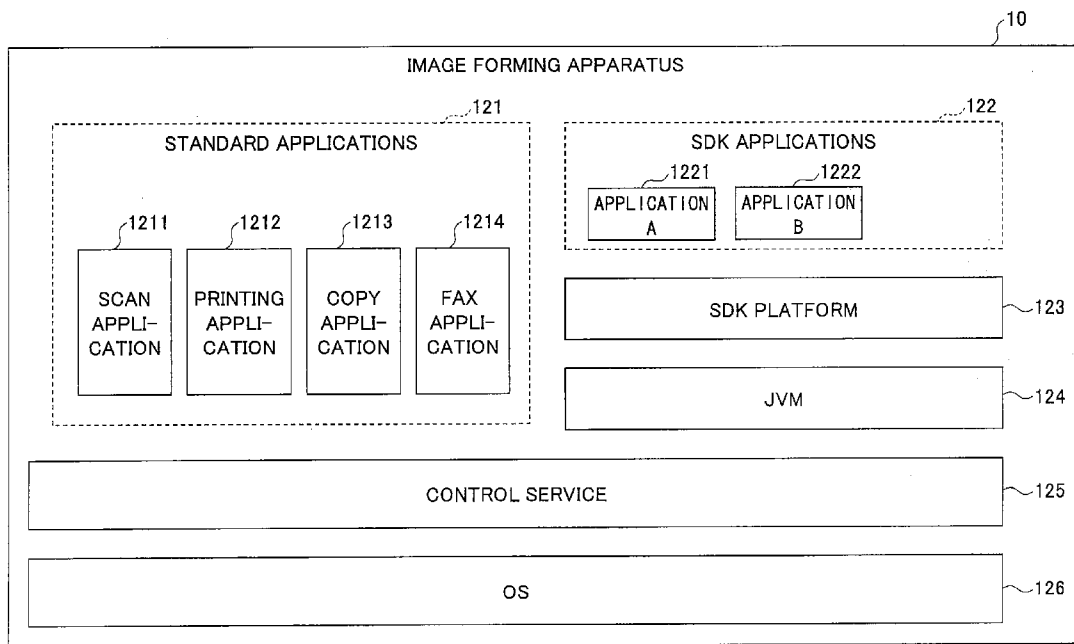 10
IMAGE FORMING APPARATUS
121
STANDARD APPLICATIONS
1211
SCAN
APPLI-
CATION
1212
PRINTING
APPLI-
CATION
1213
COPY
APPLI-
CATION
1214
FAX
APPLI-
CATION
122
SDK APPLICATIONS
1221
APPLICATION
A
1222
APPLICATION
B
SDK PLATFORM
123
JVM
124
CONTROL SERVICE
125
OS
126